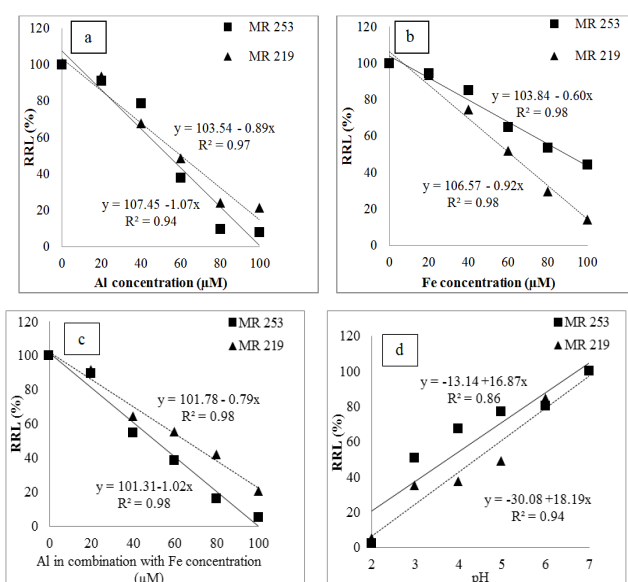 a
MR 253
MR 219
120
100
80
60
40
20
0
RRL (%)
y = 103.54 - 0.89x
R² = 0.97
y = 107.45 -1.07x
R² = 0.94
0 20 40 60 80 100
Al concentration (µM)
b
MR 253
MR 219
120
100
80
60
40
20
0
RRL (%)
y = 103.84 - 0.60x
R² = 0.98
y = 106.57 - 0.92x
R² = 0.98
0 20 40 60 80 100
Fe concentration (µM)
c
MR 253
MR 219
120
100
80
60
40
20
0
RRL (%)
y = 101.78 - 0.79x
R² = 0.98
y = 101.31-1.02x
R² = 0.98
0 20 40 60 80 100
Al in combination with Fe concentration
(µM)
d
MR 253
MR 219
120
100
80
60
40
20
0
RRL (%)
y = -13.14 +16.87x
R² = 0.86
y = -30.08 +18.19x
R² = 0.94
2 3 4 5 6 7
pH